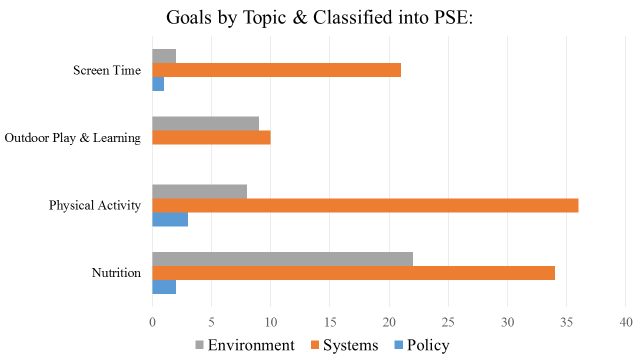 Goals by Topic & Classified into PSE:
Screen Time
Outdoor Play & Learning
Physical Activity
Nutrition
0 5 10 15 20 25 30 35 40
Environment Systems Policy